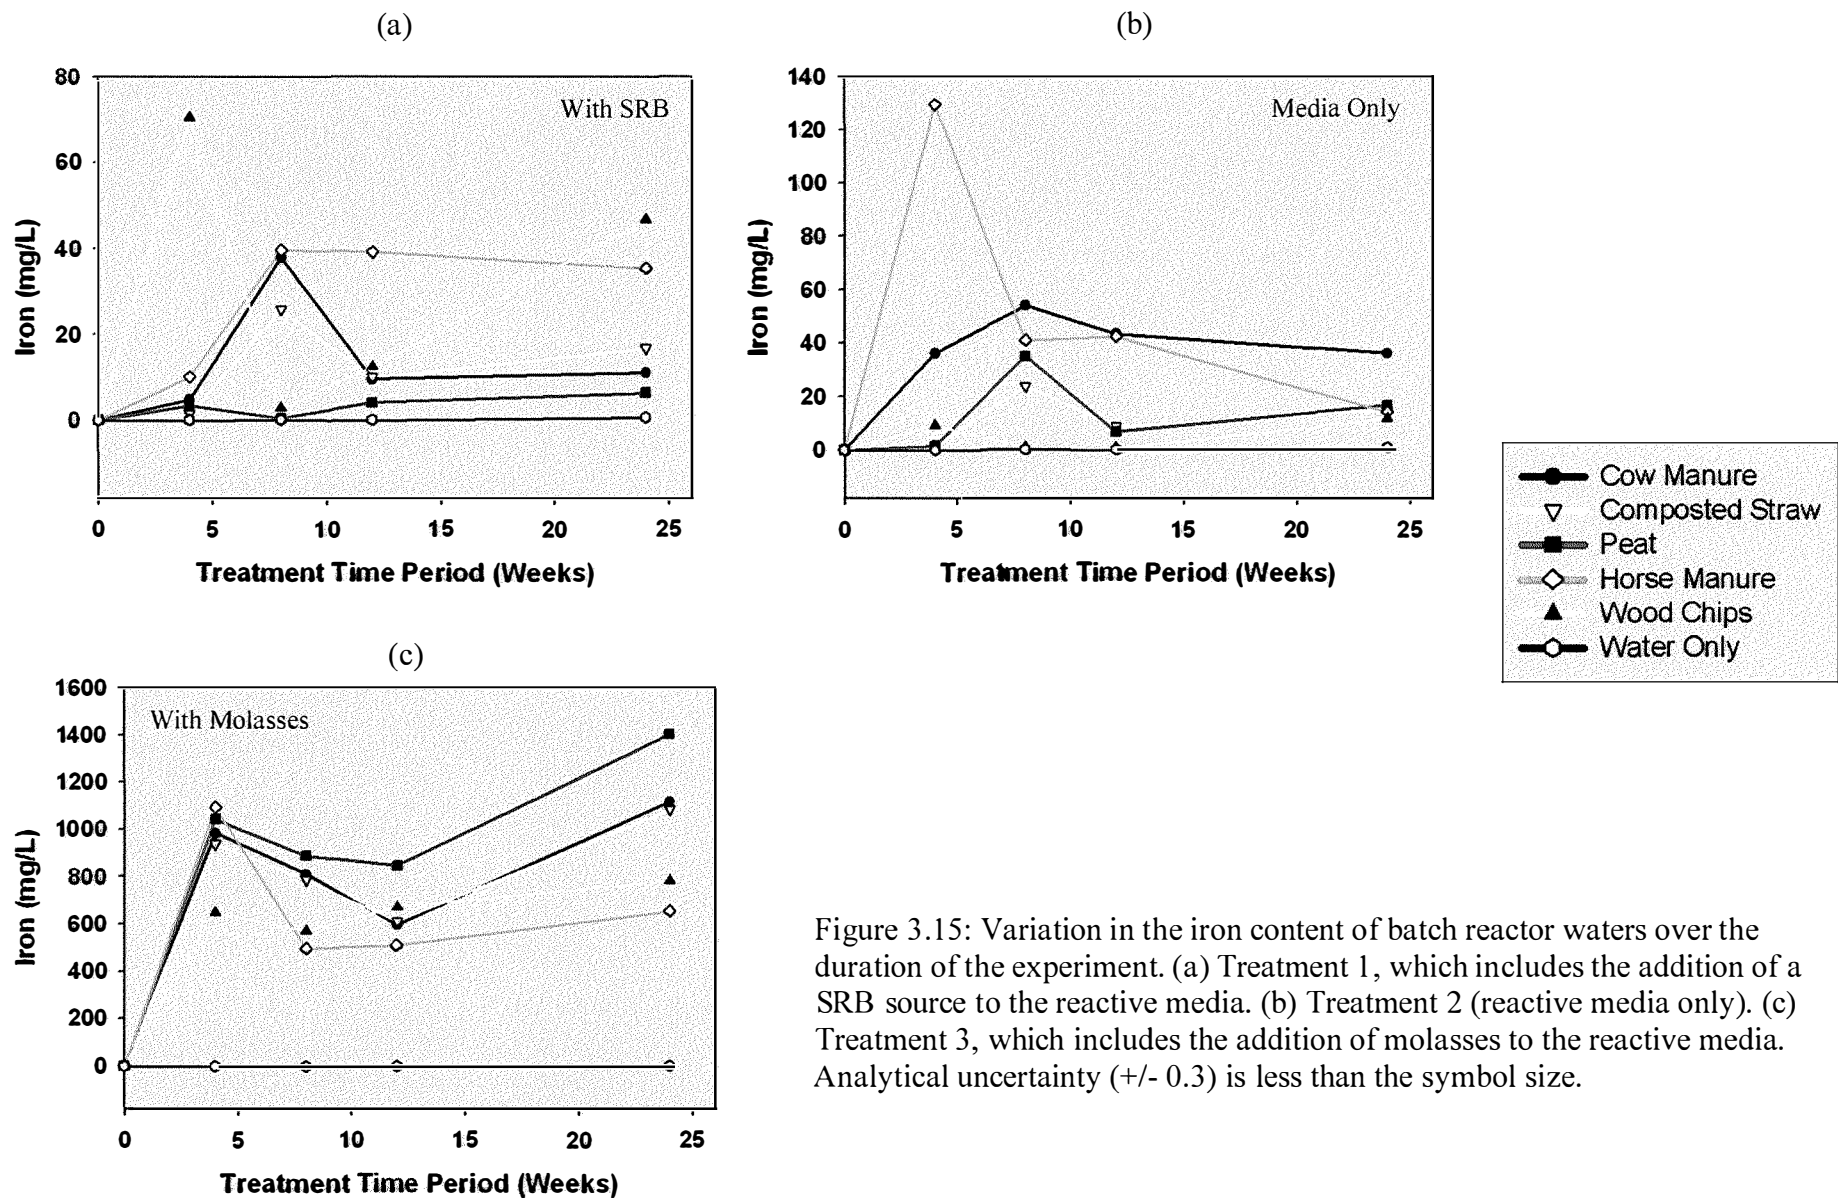 (a)
80
60
40
20
0
Iron (mg/L)
With SRB
0 5 10 15 20 25
Treatment Time Period (Weeks)
(b)
140
120
100
80
60
40
20
0
Iron (mg/L)
Media Only
0 5 10 15 20 25
Treatment Time Period (Weeks)
Cow Manure
Composted Straw
Peat
Horse Manure
Wood Chips
Water Only
(c)
1600
1400
1200
1000
800
600
400
200
0
Iron (mg/L)
With Molasses
0 5 10 15 20 25
Treatment Time Period (Weeks)
Figure 3.15: Variation in the iron content of batch reactor waters over the
duration of the experiment. (a) Treatment 1, which includes the addition of a
SRB source to the reactive media. (b) Treatment 2 (reactive media only). (c)
Treatment 3, which includes the addition of molasses to the reactive media.
Analytical uncertainty (+/- 0.3) is less than the symbol size.